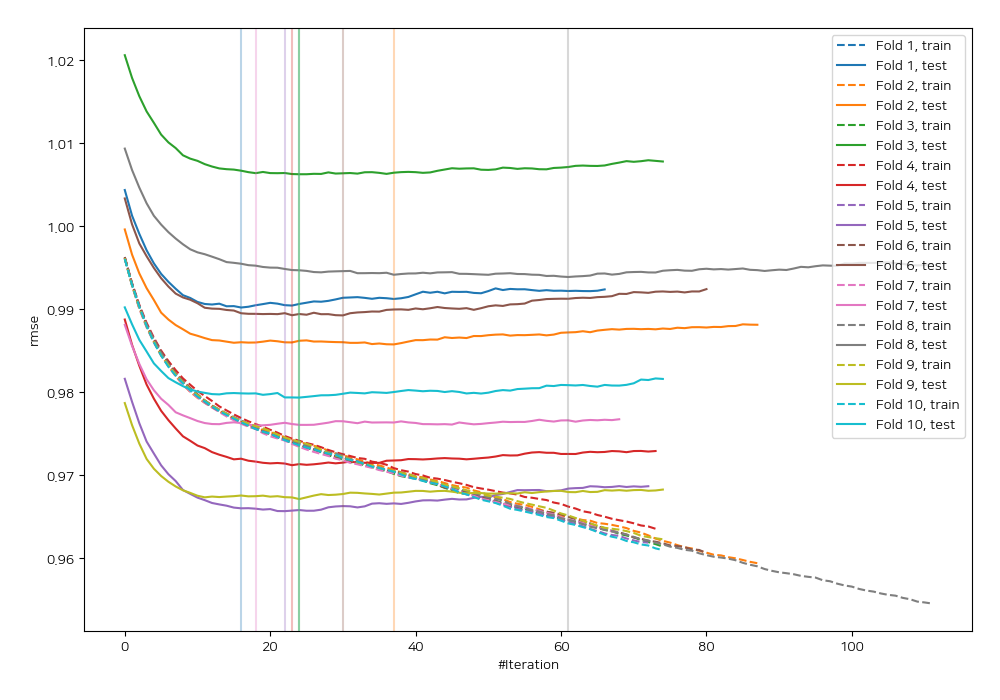 1,02
1,01
1,00
0,99
0,98
0,97
0,96
rmse
0
20
40
60
80
100
#Iteration
Fold 1, train
Fold 1, test
Fold 2, train
Fold 2, test
Fold 3, train
Fold 3, test
Fold 4, train
Fold 4, test
Fold 5, train
Fold 5, test
Fold 6, train
Fold 6, test
Fold 7, train
Fold 7, test
Fold 8, train
Fold 8, test
Fold 9, train
Fold 9, test
Fold 10, train
Fold 10, test